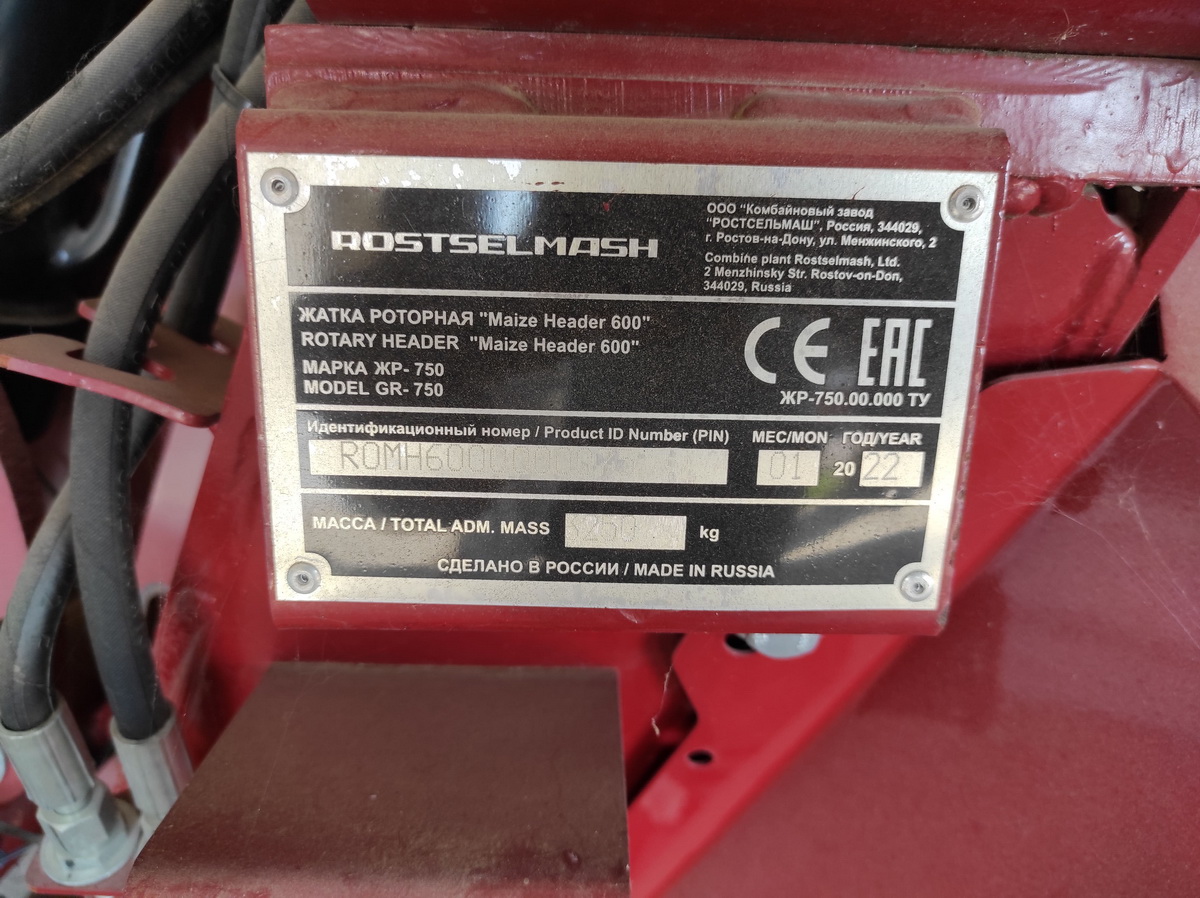 ROSTSELMASH
ООО "Комбайновый завод
"РОСТСЕЛЬМАШ", Россия, 344029,
г. Ростов-на-Дону, ул. Менжинского, 2
Combine plant Rostselmash, Ltd.
2 Menzhinsky Str. Rostov-on-Don,
344029, Russia
ЖАТКА РОТОРНАЯ "Maize Header 600"
ROTARY HEADER "Maize Header 600"
МАРКА ЖР- 750
MODEL GR- 750
CE EAC
ЖР-750.00.000 ТУ
Идентификационный номер / Product ID Number (PIN)
МЕС/MON ГОД/YEAR
01 20 22
МАССА / TOTAL ADM. MASS kg
СДЕЛАНО В РОССИИ / MADE IN RUSSIA